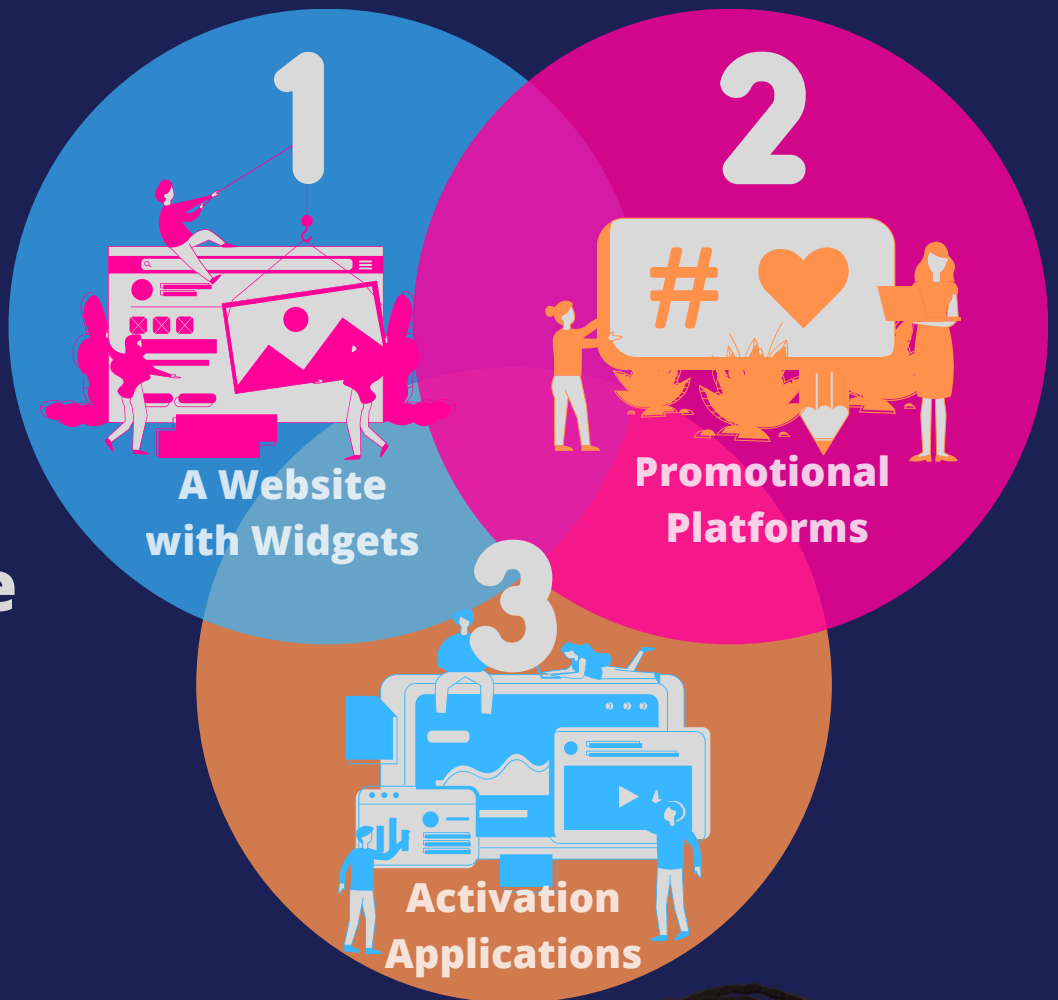 1
2
#
A Website
with Widgets
Promotional
Platforms
e
3
Activation
Applications